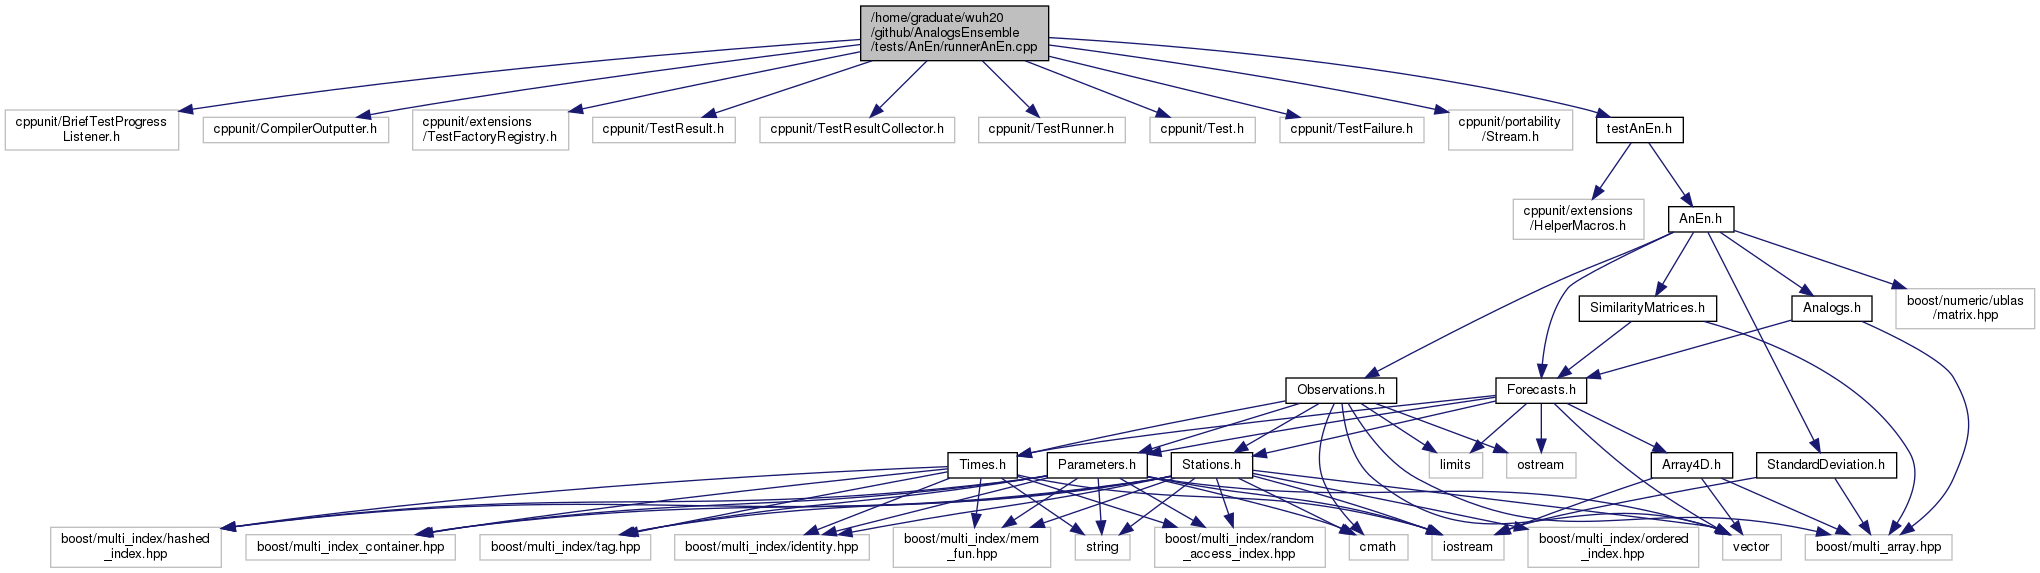 /home/graduate/wuh20
/github/AnalogsEnsemble
/tests/AnEn/runnerAnEn.cpp
cppunit/BriefTestProgress
Listener.h
cppunit/CompilerOutputter.h
cppunit/extensions
/TestFactoryRegistry.h
cppunit/TestResult.h
cppunit/TestResultCollector.h
cppunit/TestRunner.h
cppunit/Test.h
cppunit/TestFailure.h
cppunit/portability
/Stream.h
testAnEn.h
cppunit/extensions
/HelperMacros.h
AnEn.h
SimilarityMatrices.h
Analogs.h
boost/numeric/ublas
/matrix.hpp
Observations.h
Forecasts.h
Times.h
Parameters.h
Stations.h
limits
ostream
Array4D.h
StandardDeviation.h
boost/multi_index/hashed
_index.hpp
boost/multi_index_container.hpp
boost/multi_index/tag.hpp
boost/multi_index/identity.hpp
boost/multi_index/mem
_fun.hpp
string
boost/multi_index/random
_access_index.hpp
cmath
iostream
boost/multi_index/ordered
_index.hpp
vector
boost/multi_array.hpp